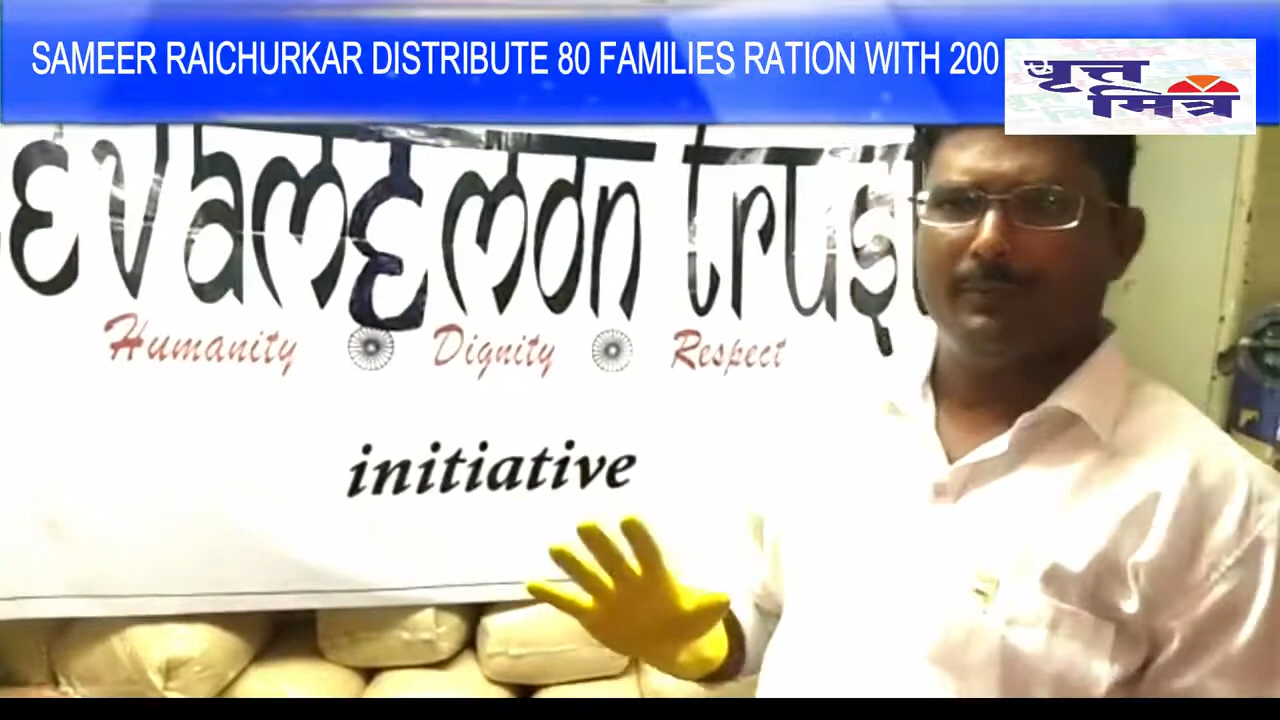 SAMEER RAICHURKAR DISTRIBUTE 80 FAMILIES RATION WITH 200
वृत्त
मित्र
evamEmon trust
Humanity Dignity Respect
initiative